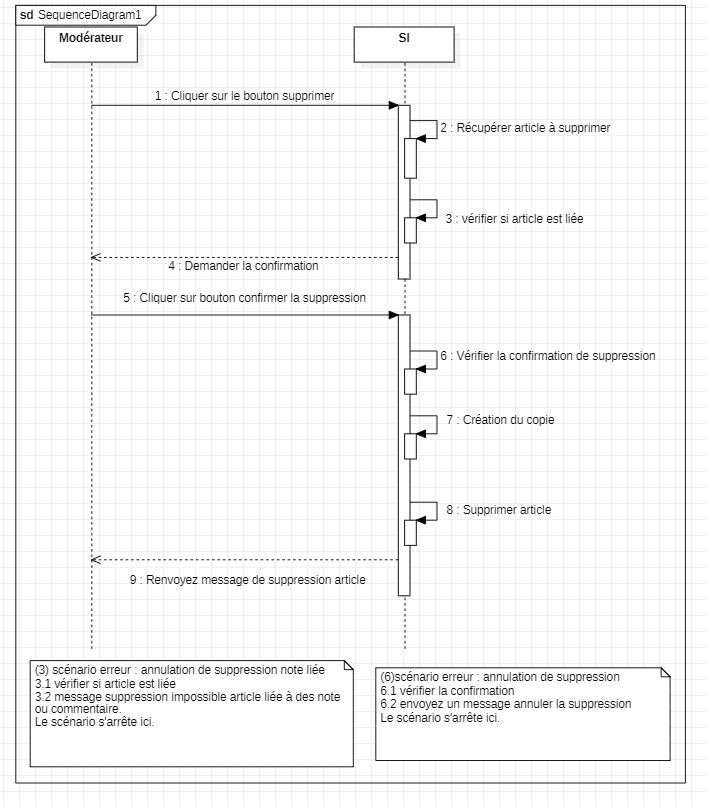 sd SequenceDiagram1
Modérateur
SI
1 : Cliquer sur le bouton supprimer
2 : Récupérer article à supprimer
3 : vérifier si article est liée
4 : Demander la confirmation
5 : Cliquer sur bouton confirmer la suppression
6 : Vérifier la confirmation de suppression
7 : Création du copie
8 : Supprimer article
9 : Renvoyez message de suppression article
(3) scénario erreur : annulation de suppression note liée
3.1 vérifier si article est liée
3.2 message suppression impossible article liée à des note
ou commentaire.
Le scénario s'arrête ici.
(6)scénario erreur : annulation de suppression
6.1 vérifier la confirmation
6.2 envoyez un message annuler la suppression
Le scénario s'arrête ici.